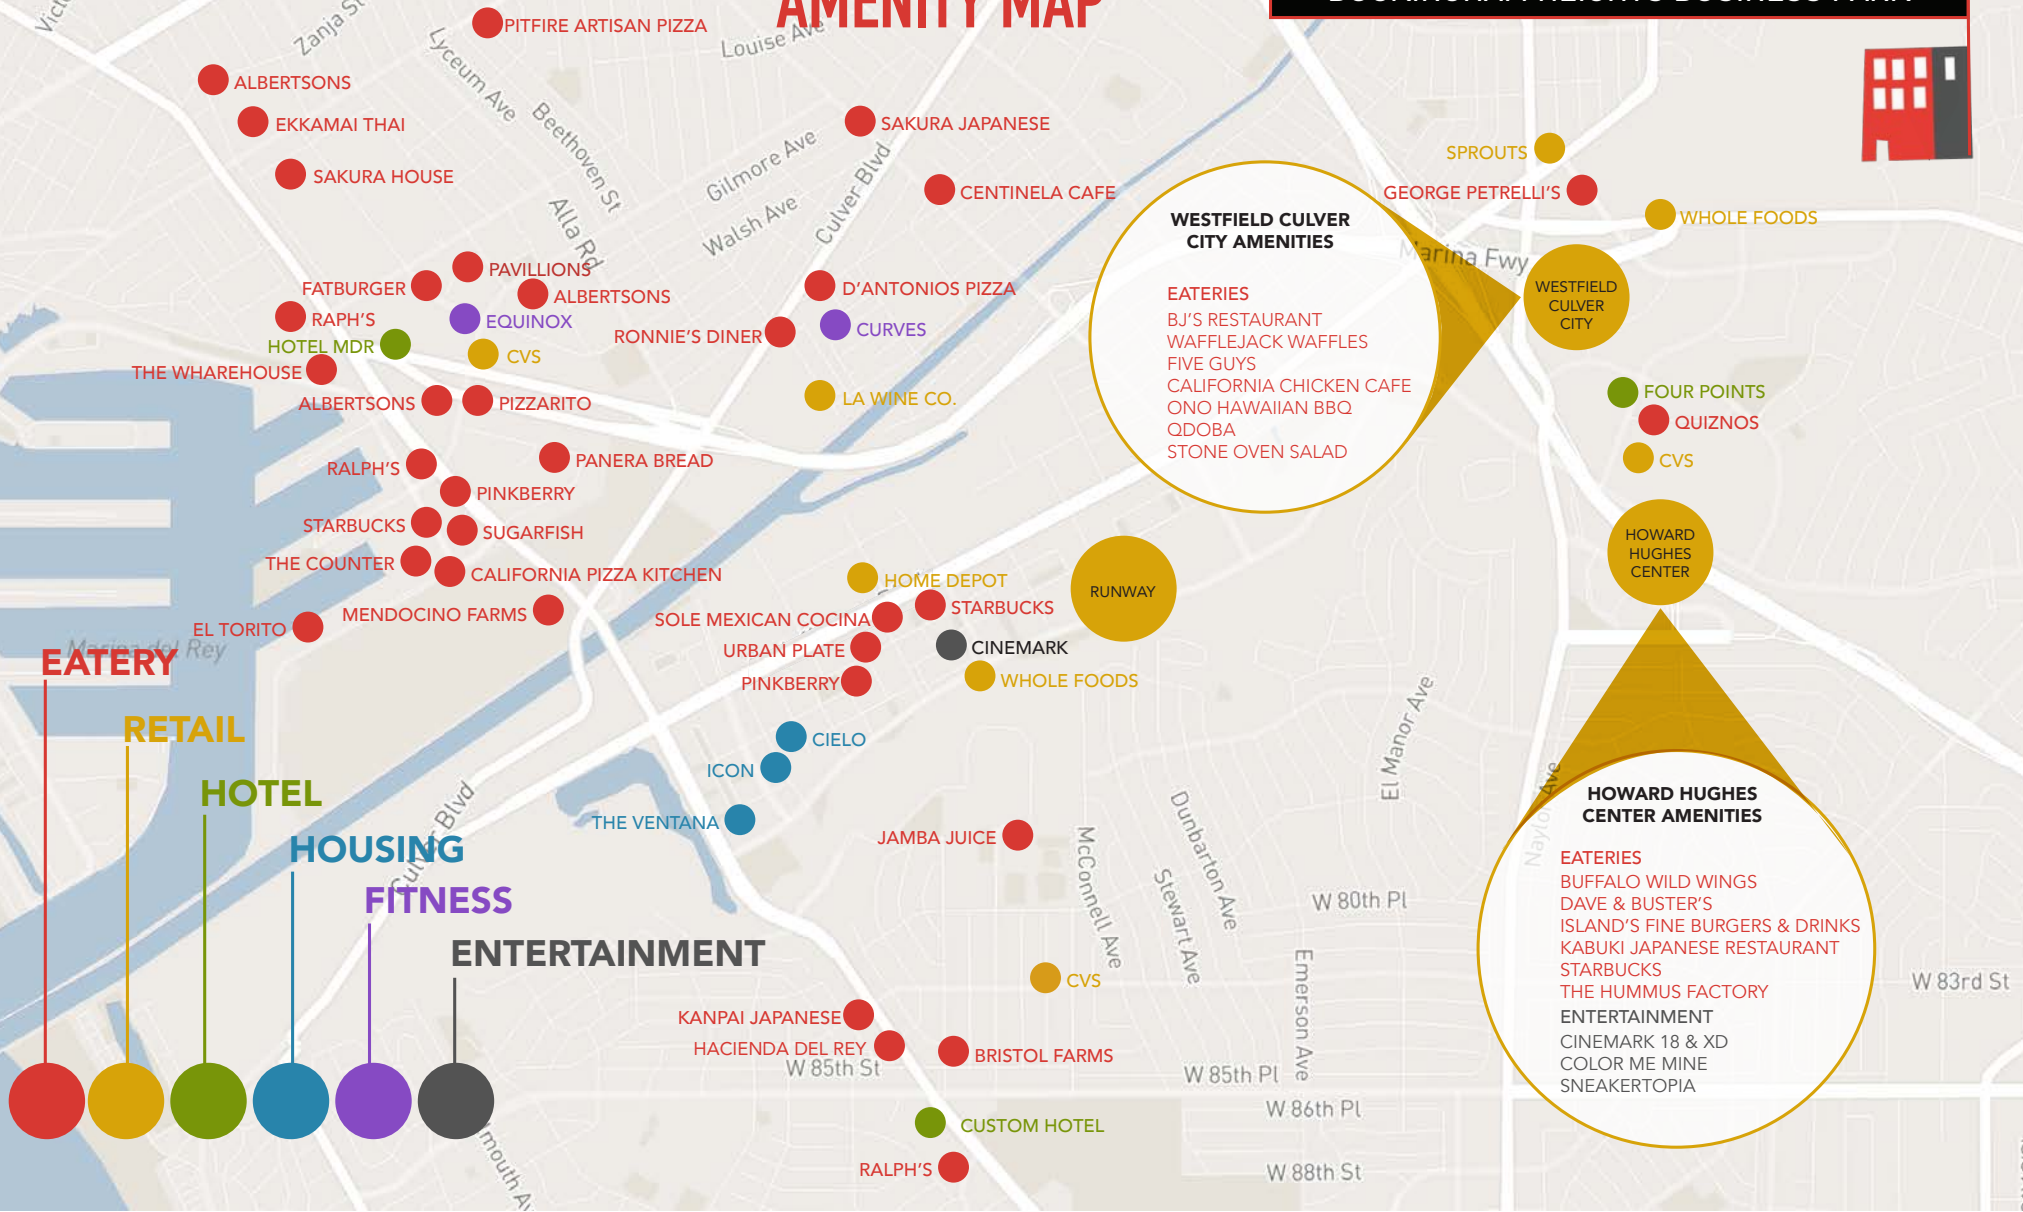 AMENITY MAP
Zanja St
PITFIRE ARTISAN PIZZA
Louise Ave
Lyceum Ave
ALBERTSONS
EKKAMAI THAI
Beethoven St
SAKURA JAPANESE
Gilmore Ave
Culver Blvd
SPROUTS
SAKURA HOUSE
CENTINELA CAFE
GEORGE PETRELLI'S
WHOLE FOODS
Walsh Ave
Alla Rd
Marina Fwy
WESTFIELD CULVER
CITY AMENITIES
EATERIES
BJ'S RESTAURANT
WAFFLEJACK WAFFLES
FIVE GUYS
CALIFORNIA CHICKEN CAFE
ONO HAWAIIAN BBQ
QDOBA
STONE OVEN SALAD
WESTFIELD
CULVER
CITY
PAVILLIONS
FATBURGER
ALBERTSONS
D'ANTONIOS PIZZA
RAPH'S
EQUINOX
RONNIE'S DINER
CURVES
HOTEL MDR
CVS
THE WHAREHOUSE
ALBERTSONS
PIZZARITO
LA WINE CO.
FOUR POINTS
QUIZNOS
CVS
RALPH'S
PANERA BREAD
PINKBERRY
STARBUCKS
SUGARFISH
THE COUNTER
CALIFORNIA PIZZA KITCHEN
HOWARD
HUGHES
CENTER
HOME DEPOT
RUNWAY
STARBUCKS
MENDOCINO FARMS
SOLE MEXICAN COCINA
EL TORITO
URBAN PLATE
CINEMARK
Marina del Rey
PINKBERRY
WHOLE FOODS
EATERY
RETAIL
HOTEL
HOUSING
FITNESS
ENTERTAINMENT
CIELO
ICON
THE VENTANA
Culver Blvd
JAMBA JUICE
El Manor Ave
Naylor Ave
McConnell Ave
Dunbarton Ave
Stewart Ave
W 80th Pl
Emerson Ave
HOWARD HUGHES
CENTER AMENITIES
EATERIES
BUFFALO WILD WINGS
DAVE & BUSTER'S
ISLAND'S FINE BURGERS & DRINKS
KABUKI JAPANESE RESTAURANT
STARBUCKS
THE HUMMUS FACTORY
ENTERTAINMENT
CINEMARK 18 & XD
COLOR ME MINE
SNEAKERTOPIA
W 83rd St
CVS
KANPAI JAPANESE
HACIENDA DEL REY
BRISTOL FARMS
W 85th St
W 85th Pl
W 86th Pl
CUSTOM HOTEL
RALPH'S
W 88th St